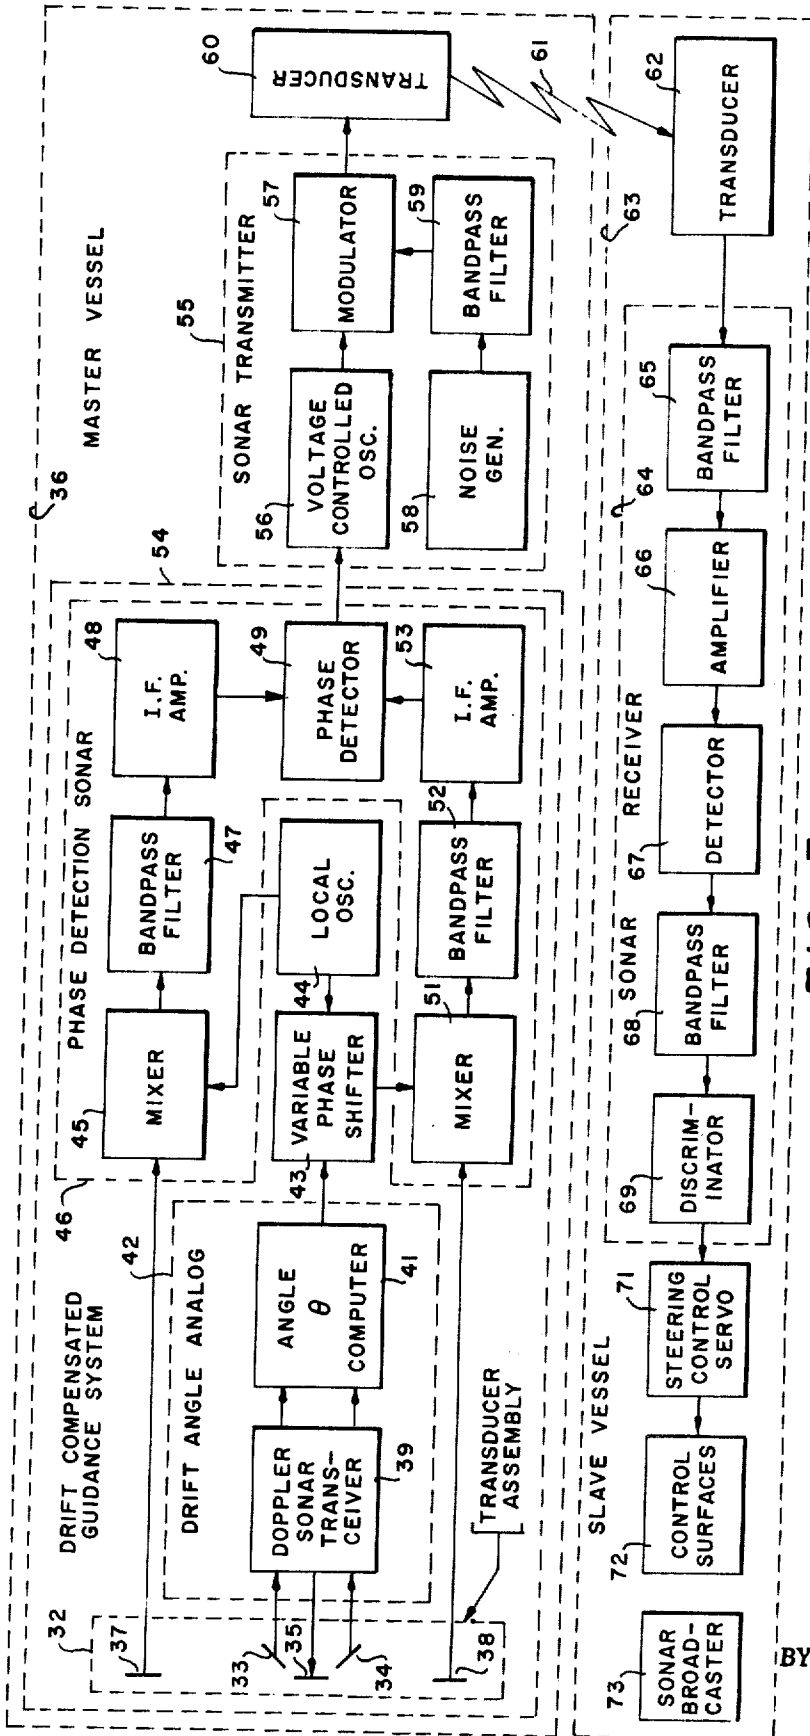 36
MASTER VESSEL
DRIFT COMPENSATED
GUIDANCE SYSTEM
46
PHASE DETECTION SONAR
54
55
SONAR TRANSMITTER
32
37
45
MIXER
BANDPASS
FILTER
47
48
I.F.
AMP.
56
VOLTAGE
CONTROLLED
OSC.
57
MODULATOR
60
TRANSDUCER
61
42
DRIFT ANGLE ANALOG
33
35
34
DOPPLER
SONAR
TRANS-
CEIVER
39
ANGLE
θ
COMPUTER
41
43
VARIABLE
PHASE
SHIFTER
44
LOCAL
OSC.
49
PHASE
DETECTOR
58
NOISE
GEN.
59
BANDPASS
FILTER
38
TRANSDUCER
ASSEMBLY
51
MIXER
52
BANDPASS
FILTER
53
I.F.
AMP.
SLAVE VESSEL
63
64
SONAR RECEIVER
73
SONAR
BROAD-
CASTER
72
CONTROL
SURFACES
71
STEERING
CONTROL
SERVO
69
DISCRIM-
INATOR
68
BANDPASS
FILTER
67
DETECTOR
66
AMPLIFIER
65
BANDPASS
FILTER
62
TRANSDUCER
BY